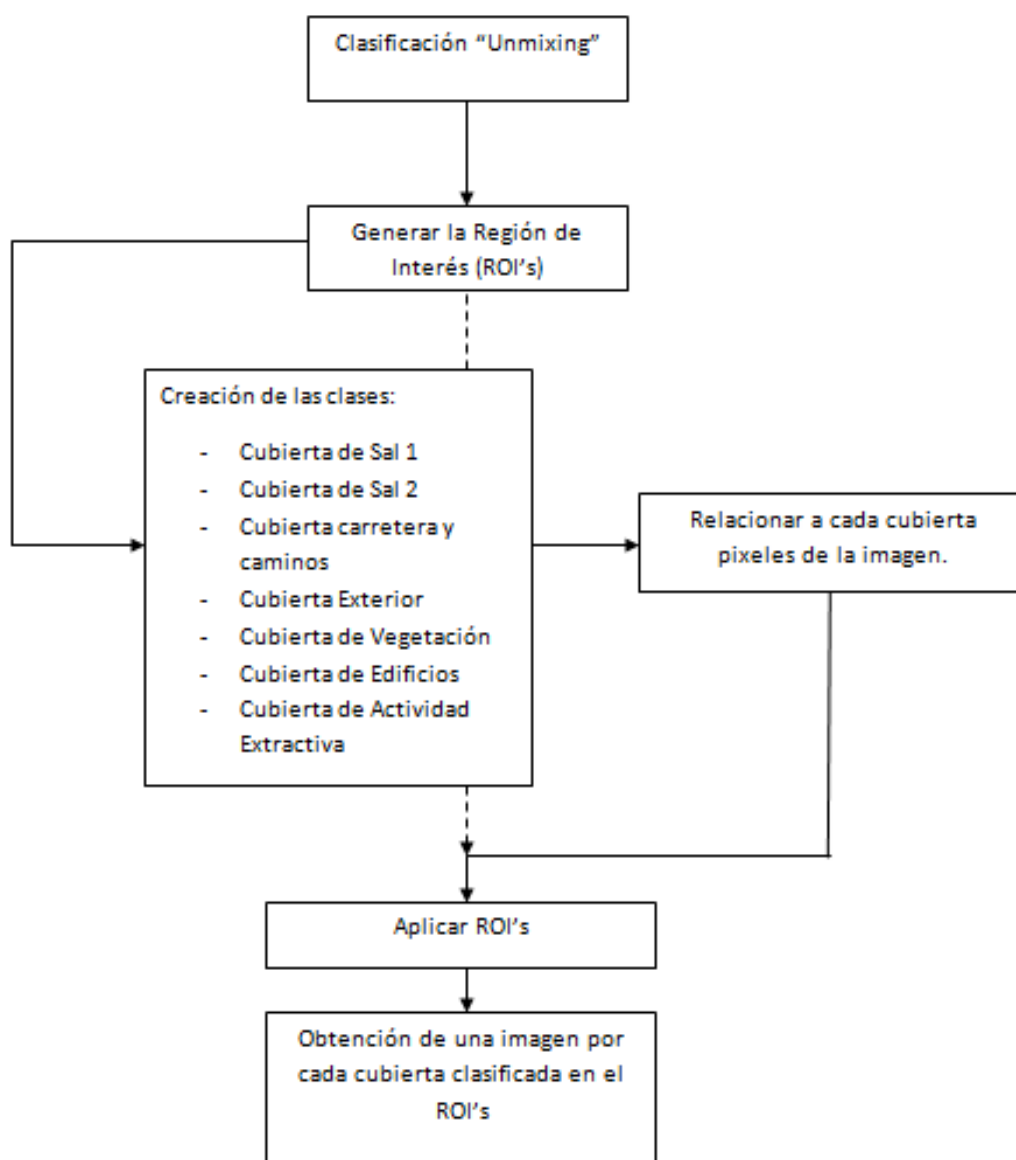 Clasificación “Unmixing”
Generar la Región de
Interés (ROI’s)
Creación de las clases:
- Cubierta de Sal 1
- Cubierta de Sal 2
- Cubierta carretera y
caminos
- Cubierta Exterior
- Cubierta de Vegetación
- Cubierta de Edificios
- Cubierta de Actividad
Extractiva
Relacionar a cada cubierta
pixeles de la imagen.
Aplicar ROI’s
Obtención de una imagen por
cada cubierta clasificada en el
ROI’s